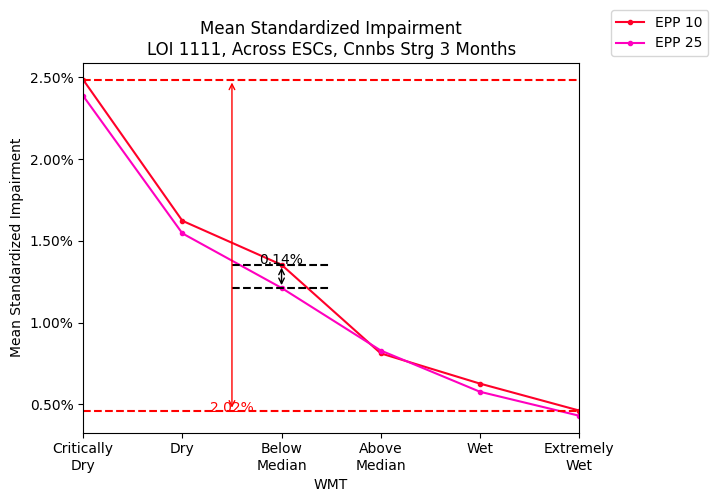 Mean Standardized Impairment
LOI 1111, Across ESCs, Cnnbs Strg 3 Months
EPP 10
EPP 25
Mean Standardized Impairment
2.50%
2.00%
1.50%
1.00%
0.50%
0.14%
2.02%
Critically
Dry
Dry
Below
Median
Above
Median
Wet
Extremely
Wet
WMT